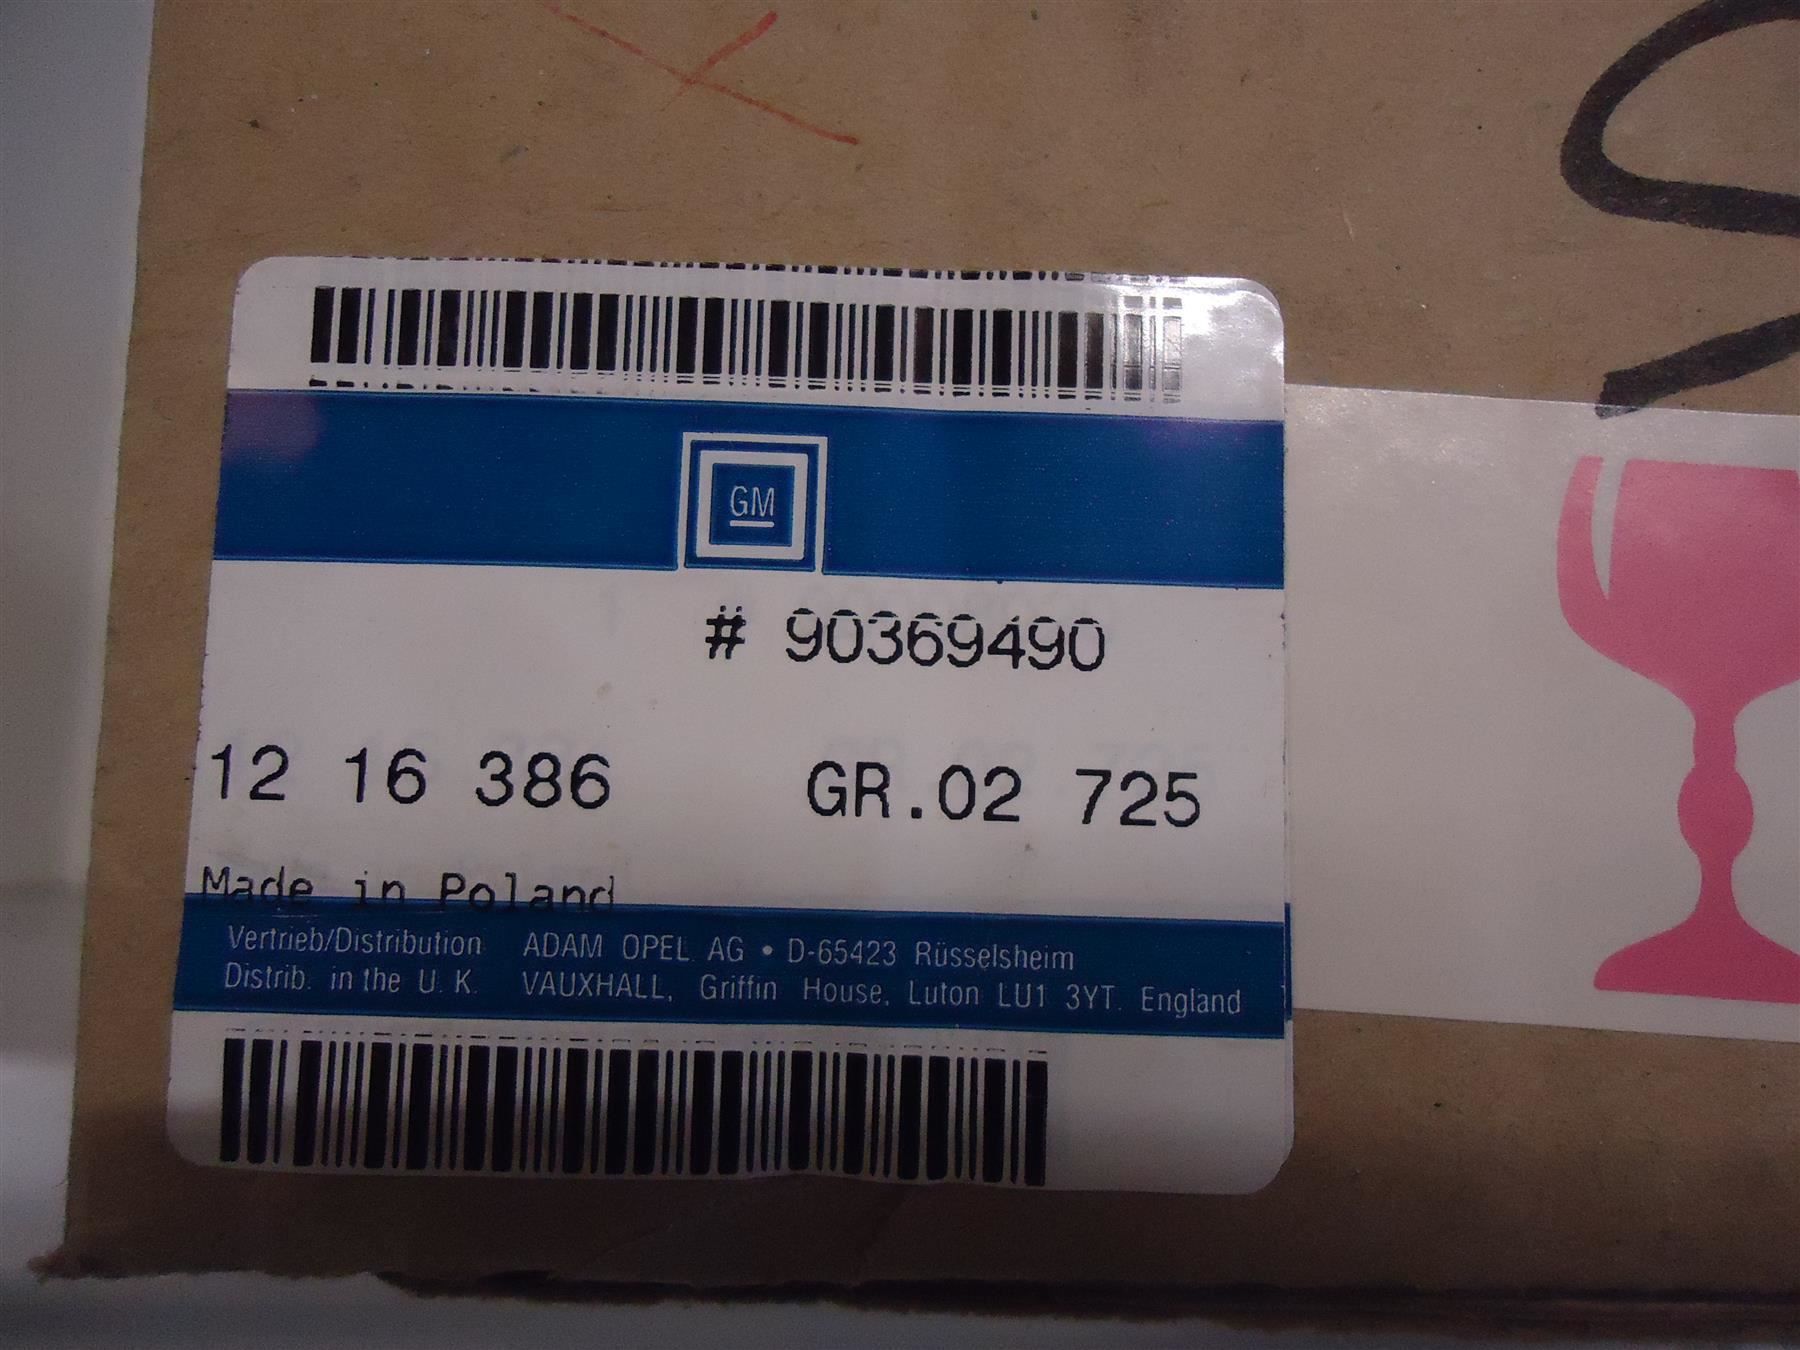 GM
# 90369490
12 16 386 GR.02 725
Made in Poland
Vertrieb/Distribution ADAM OPEL AG • D-65423 Rüsselsheim
Distrib. in the U. K. VAUXHALL, Griffin House, Luton LU1 3YT. England